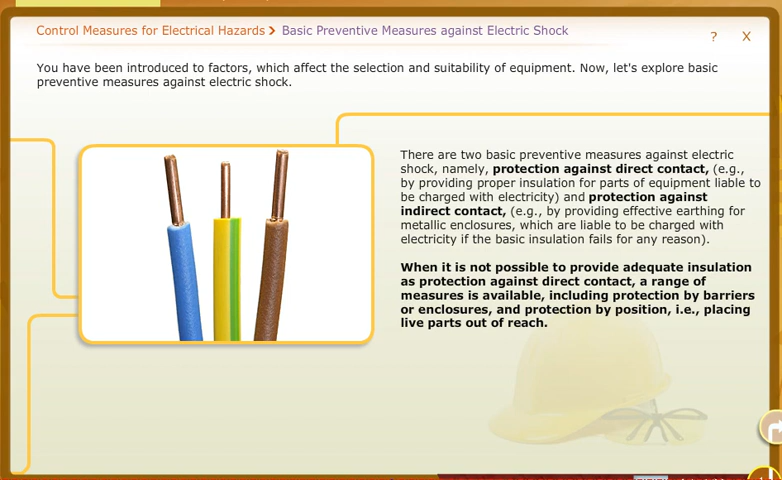 Control Measures for Electrical Hazards > Basic Preventive Measures against Electric Shock
? X
You have been introduced to factors, which affect the selection and suitability of equipment. Now, let's explore basic
preventive measures against electric shock.
There are two basic preventive measures against electric
shock, namely, protection against direct contact, (e.g.,
by providing proper insulation for parts of equipment liable to
be charged with electricity) and protection against
indirect contact, (e.g., by providing effective earthing for
metallic enclosures, which are liable to be charged with
electricity if the basic insulation fails for any reason).
When it is not possible to provide adequate insulation
as protection against direct contact, a range of
measures is available, including protection by barriers
or enclosures, and protection by position, i.e., placing
live parts out of reach.